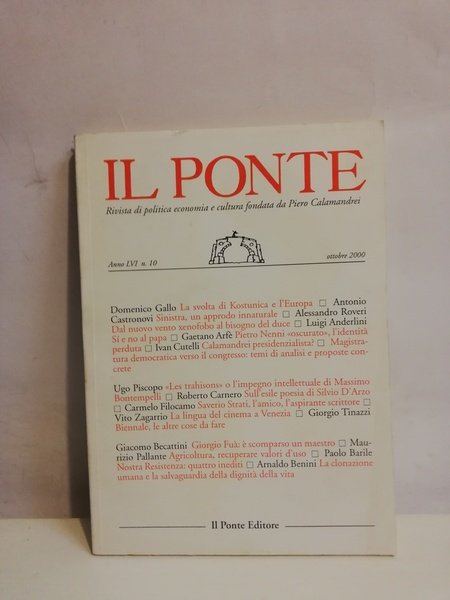 IL PONTE
Rivista di politica economia e cultura fondata da Piero Calamandrei
Anno LVI n. 10 ottobre 2000
Domenico Gallo La svolta di Kostunica e l'Europa □ Antonio
Castronovi Sinistra, un approdo innaturale □ Alessandro Roveri
Dal nuovo vento xenofobo al bisogno del duce □ Luigi Anderlini
Sí e no al papa □ Gaetano Arfè Pietro Nenni «oscurato», l'identità
perduta □ Ivan Cutelli Calamandrei presidenzialista? □ Magistra-
tura democratica verso il congresso: temi di analisi e proposte con-
crete
Ugo Piscopo «Les trahisons» o l'impegno intellettuale di Massimo
Bontempelli □ Roberto Carnero Sull'esile poesia di Silvio D'Arzo
□ Carmelo Filocamo Saverio Strati, l'amico, l'aspirante scrittore □
Vito Zagarrio La lingua del cinema a Venezia □ Giorgio Tinazzi
Biennale, le altre cose da fare
Giacomo Becattini Giorgio Fuà: è scomparso un maestro □ Mau-
rizio Pallante Agricoltura, recuperare valori d'uso □ Paolo Barile
Nostra Resistenza: quattro inediti □ Arnaldo Benini La clonazione
umana e la salvaguardia della dignità della vita
Il Ponte Editore